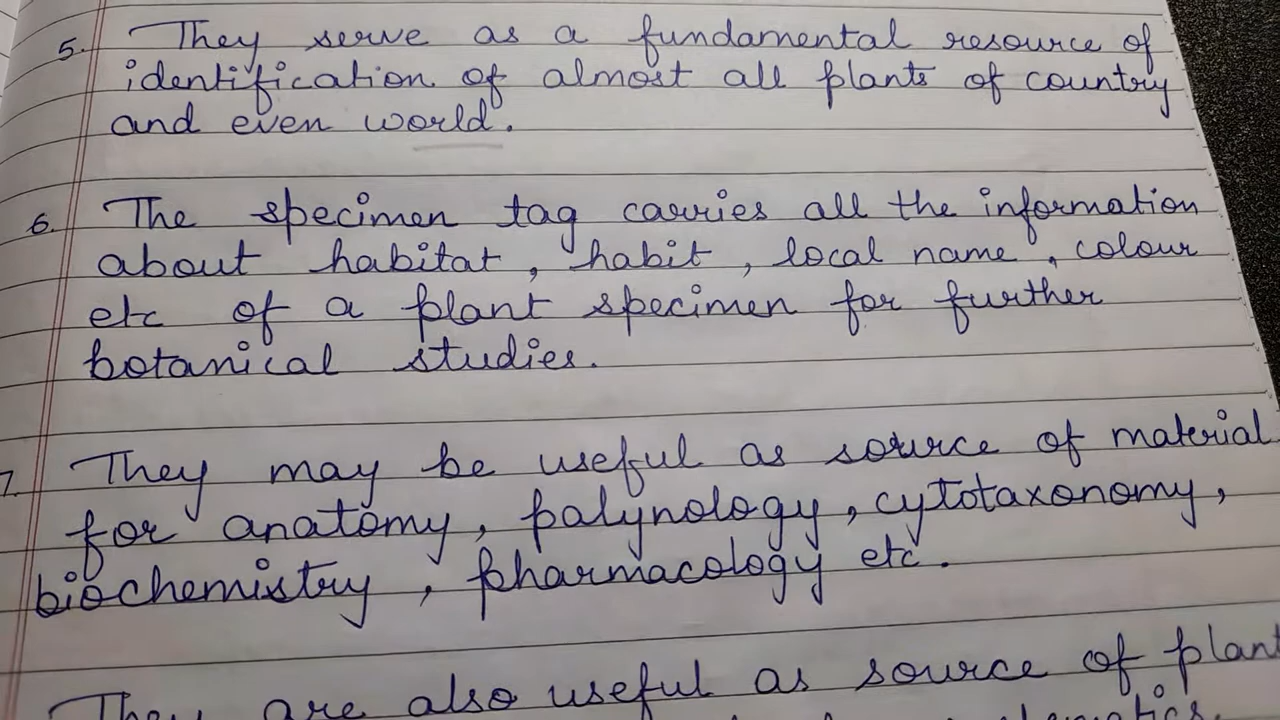 5. They serve as a fundamental resource of
identification of almost all plants of country
and even world.
6. The specimen tag carries all the information
about habitat, habit, local name, colour
etc of a plant specimen for further
botanical studies.
7. They may be useful as source of material
for anatomy, palynology, cytotaxonomy,
biochemistry, pharmacology etc.
They are also useful as source of plant